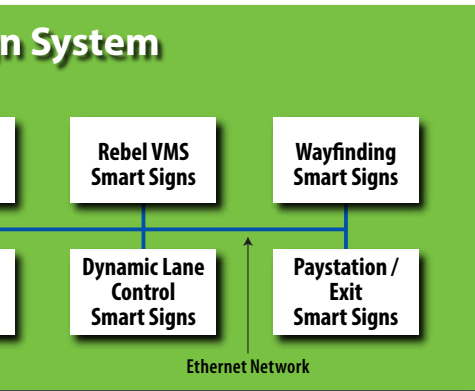 n System
Rebel VMS
Smart Signs
Wayfinding
Smart Signs
Dynamic Lane
Control
Smart Signs
Paystation /
Exit
Smart Signs
Ethernet Network